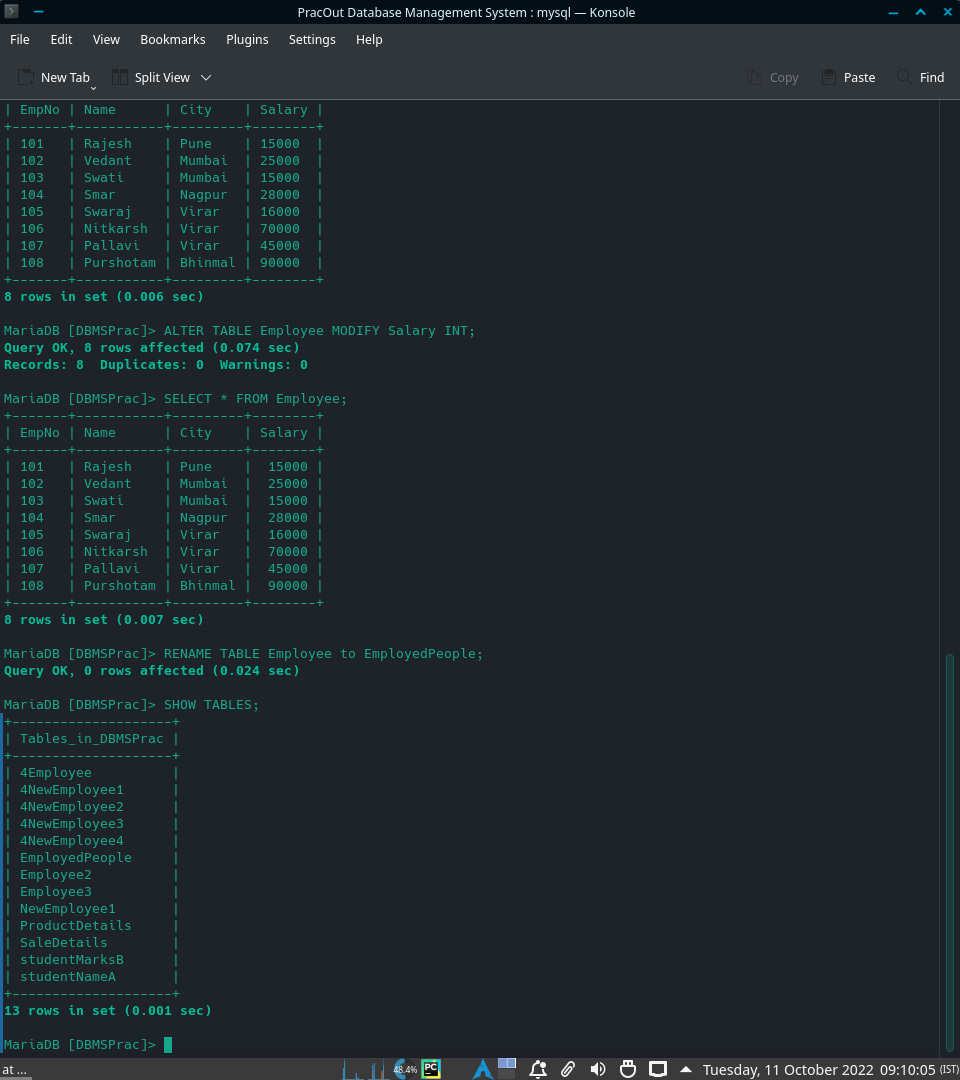 PracOut Database Management System : mysql — Konsole
File Edit View Bookmarks Plugins Settings Help
New Tab Split View Copy Paste Find
| EmpNo | Name      | City    | Salary |
+-------+-----------+---------+--------+
| 101   | Rajesh    | Pune    | 15000  |
| 102   | Vedant    | Mumbai  | 25000  |
| 103   | Swati     | Mumbai  | 15000  |
| 104   | Smar      | Nagpur  | 28000  |
| 105   | Swaraj    | Virar   | 16000  |
| 106   | Nitkarsh  | Virar   | 70000  |
| 107   | Pallavi   | Virar   | 45000  |
| 108   | Purshotam | Bhinmal | 90000  |
+-------+-----------+---------+--------+
8 rows in set (0.006 sec)
MariaDB [DBMSPrac]> ALTER TABLE Employee MODIFY Salary INT;
Query OK, 8 rows affected (0.074 sec)
Records: 8  Duplicates: 0  Warnings: 0
MariaDB [DBMSPrac]> SELECT * FROM Employee;
+-------+-----------+---------+--------+
| EmpNo | Name      | City    | Salary |
+-------+-----------+---------+--------+
| 101   | Rajesh    | Pune    |  15000 |
| 102   | Vedant    | Mumbai  |  25000 |
| 103   | Swati     | Mumbai  |  15000 |
| 104   | Smar      | Nagpur  |  28000 |
| 105   | Swaraj    | Virar   |  16000 |
| 106   | Nitkarsh  | Virar   |  70000 |
| 107   | Pallavi   | Virar   |  45000 |
| 108   | Purshotam | Bhinmal |  90000 |
+-------+-----------+---------+--------+
8 rows in set (0.007 sec)
MariaDB [DBMSPrac]> RENAME TABLE Employee to EmployedPeople;
Query OK, 0 rows affected (0.024 sec)
MariaDB [DBMSPrac]> SHOW TABLES;
+--------------------+
| Tables_in_DBMSPrac |
+--------------------+
| 4Employee          |
| 4NewEmployee1      |
| 4NewEmployee2      |
| 4NewEmployee3      |
| 4NewEmployee4      |
| EmployedPeople     |
| Employee2          |
| Employee3          |
| NewEmployee1       |
| ProductDetails     |
| SaleDetails        |
| studentMarksB      |
| studentNameA       |
+--------------------+
13 rows in set (0.001 sec)
MariaDB [DBMSPrac]>
at ... 48.4% PC Tuesday, 11 October 2022 09:10:05 (IST)